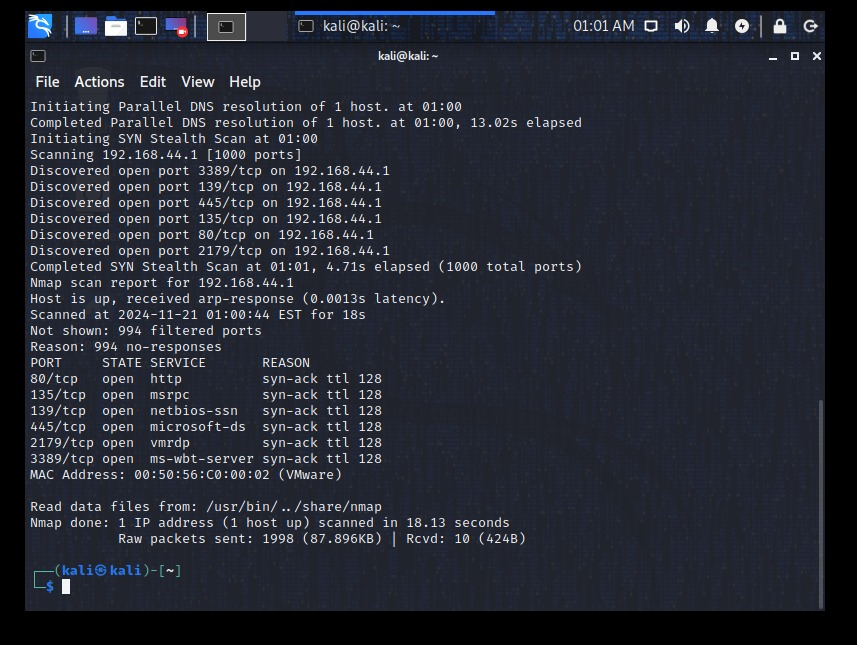 kali@kali: ~
01:01 AM
kali@kali: ~
File Actions Edit View Help
Initiating Parallel DNS resolution of 1 host. at 01:00
Completed Parallel DNS resolution of 1 host. at 01:00, 13.02s elapsed
Initiating SYN Stealth Scan at 01:00
Scanning 192.168.44.1 [1000 ports]
Discovered open port 3389/tcp on 192.168.44.1
Discovered open port 139/tcp on 192.168.44.1
Discovered open port 445/tcp on 192.168.44.1
Discovered open port 135/tcp on 192.168.44.1
Discovered open port 80/tcp on 192.168.44.1
Discovered open port 2179/tcp on 192.168.44.1
Completed SYN Stealth Scan at 01:01, 4.71s elapsed (1000 total ports)
Nmap scan report for 192.168.44.1
Host is up, received arp-response (0.0013s latency).
Scanned at 2024-11-21 01:00:44 EST for 18s
Not shown: 994 filtered ports
Reason: 994 no-responses
PORT STATE SERVICE REASON
80/tcp open http syn-ack ttl 128
135/tcp open msrpc syn-ack ttl 128
139/tcp open netbios-ssn syn-ack ttl 128
445/tcp open microsoft-ds syn-ack ttl 128
2179/tcp open vmrdp syn-ack ttl 128
3389/tcp open ms-wbt-server syn-ack ttl 128
MAC Address: 00:50:56:C0:00:02 (VMware)
Read data files from: /usr/bin/../share/nmap
Nmap done: 1 IP address (1 host up) scanned in 18.13 seconds
Raw packets sent: 1998 (87.896KB) | Rcvd: 10 (424B)
┌──(kali㉿kali)-[~]
└─$